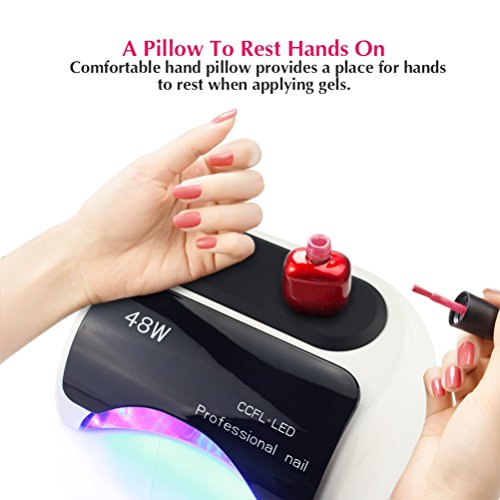 A Pillow To Rest Hands On
Comfortable hand pillow provides a place for hands
to rest when applying gels.
48W
CCFL-LED
Professional nail